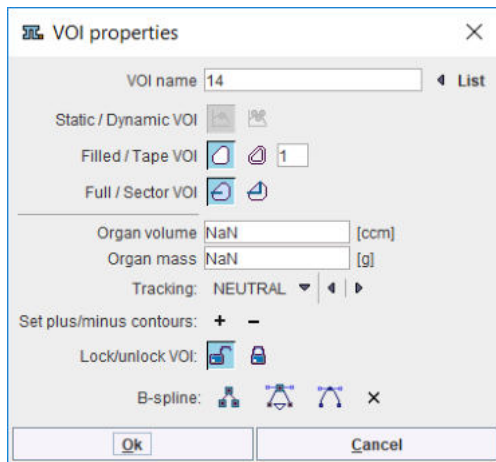 VOI properties
VOI name 14 List
Static / Dynamic VOI
Filled / Tape VOI 1
Full / Sector VOI
Organ volume NaN [ccm]
Organ mass NaN [g]
Tracking: NEUTRAL
Set plus/minus contours: + −
Lock/unlock VOI:
B-spline:
Ok Cancel